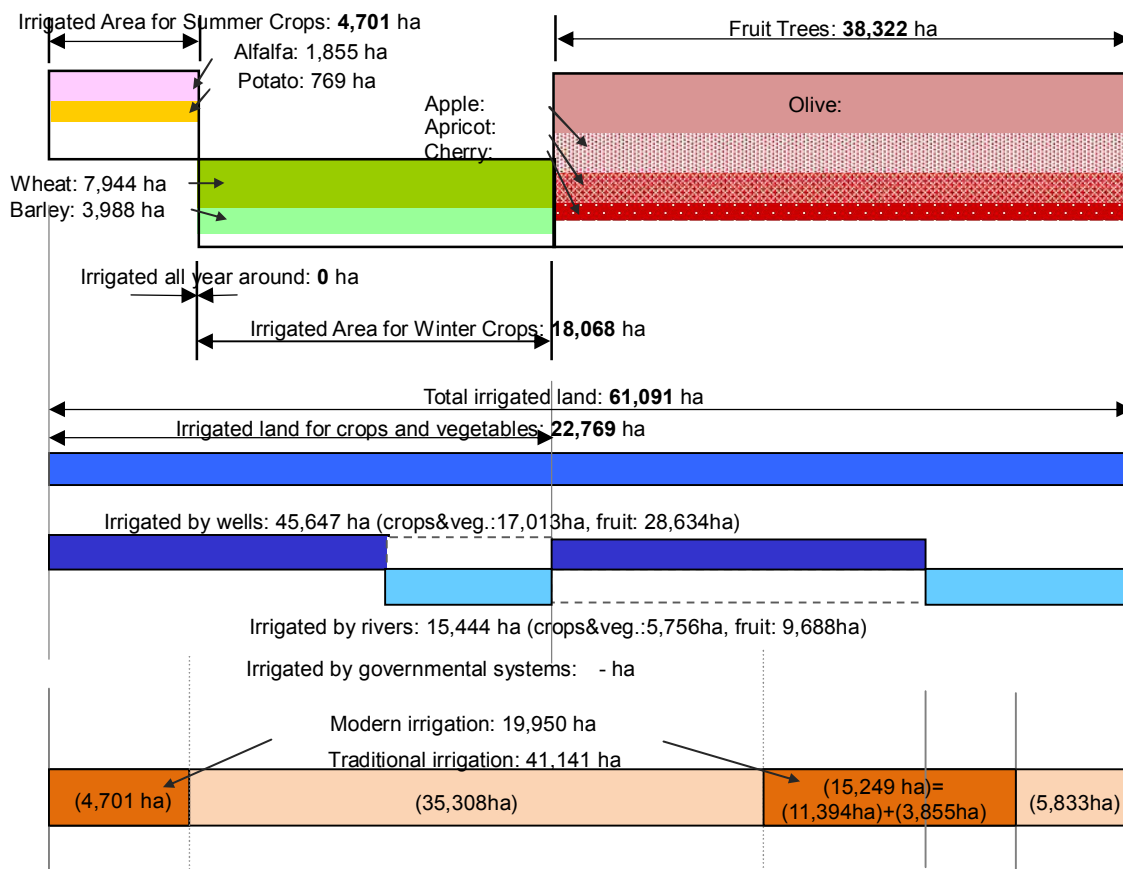 Irrigated Area for Summer Crops: 4,701 ha
Fruit Trees: 38,322 ha
Alfalfa: 1,855 ha
Potato: 769 ha
Apple:
Olive:
Apricot:
Cherry:
Wheat: 7,944 ha
Barley: 3,988 ha
Irrigated all year around: 0 ha
Irrigated Area for Winter Crops: 18,068 ha
Total irrigated land: 61,091 ha
Irrigated land for crops and vegetables: 22,769 ha
Irrigated by wells: 45,647 ha (crops&veg.:17,013ha, fruit: 28,634ha)
Irrigated by rivers: 15,444 ha (crops&veg.:5,756ha, fruit: 9,688ha)
Irrigated by governmental systems: - ha
Modern irrigation: 19,950 ha
Traditional irrigation: 41,141 ha
(4,701 ha)
(35,308ha)
(15,249 ha)=
(11,394ha)+(3,855ha)
(5,833ha)